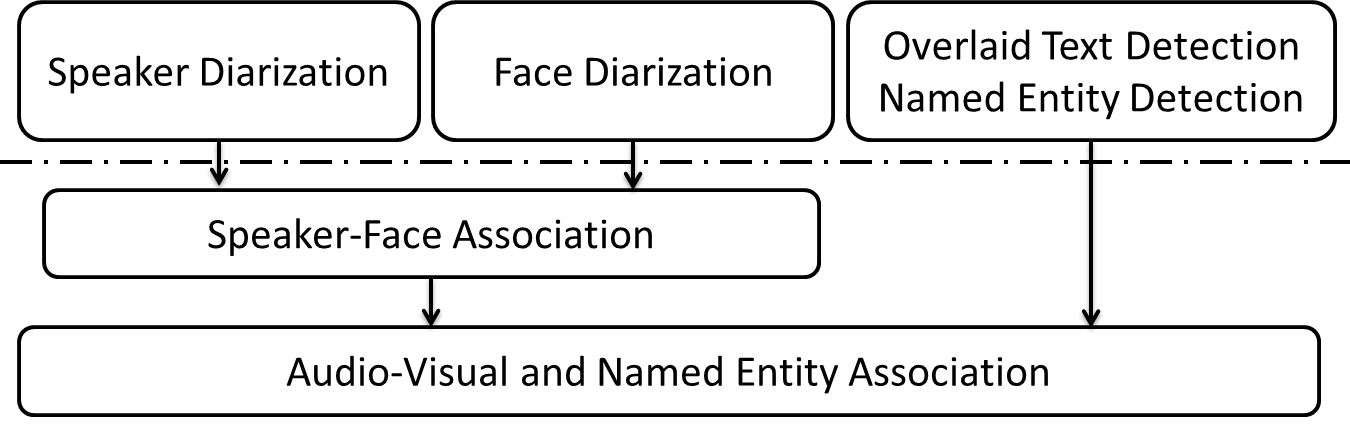 Speaker Diarization
Face Diarization
Overlaid Text Detection
Named Entity Detection
Speaker-Face Association
Audio-Visual and Named Entity Association